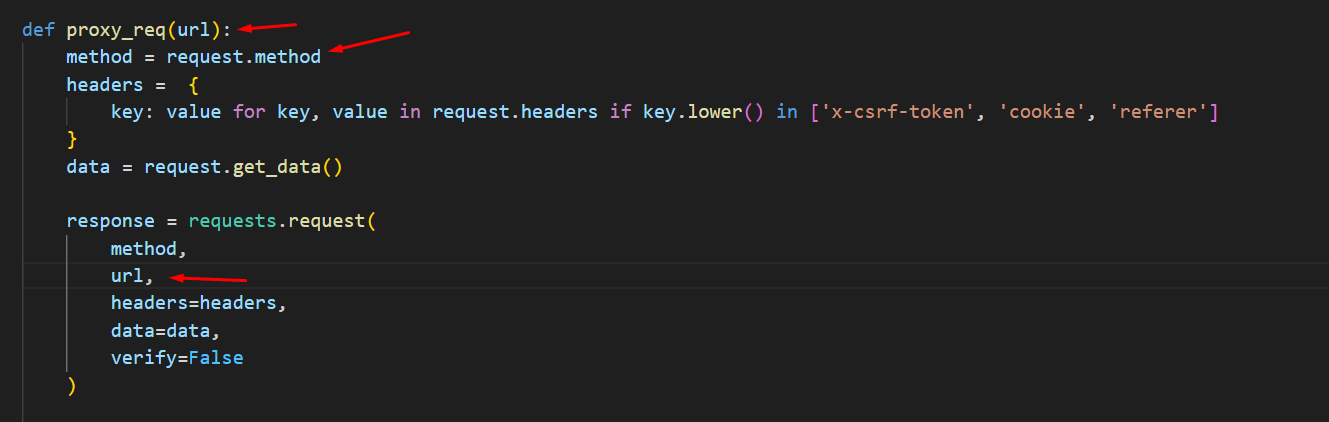 def proxy_req(url):
method = request.method
headers =  {
key: value for key, value in request.headers if key.lower() in ['x-csrf-token', 'cookie', 'referer']
}
data = request.get_data()
response = requests.request(
method,
url,
headers=headers,
data=data,
verify=False
)